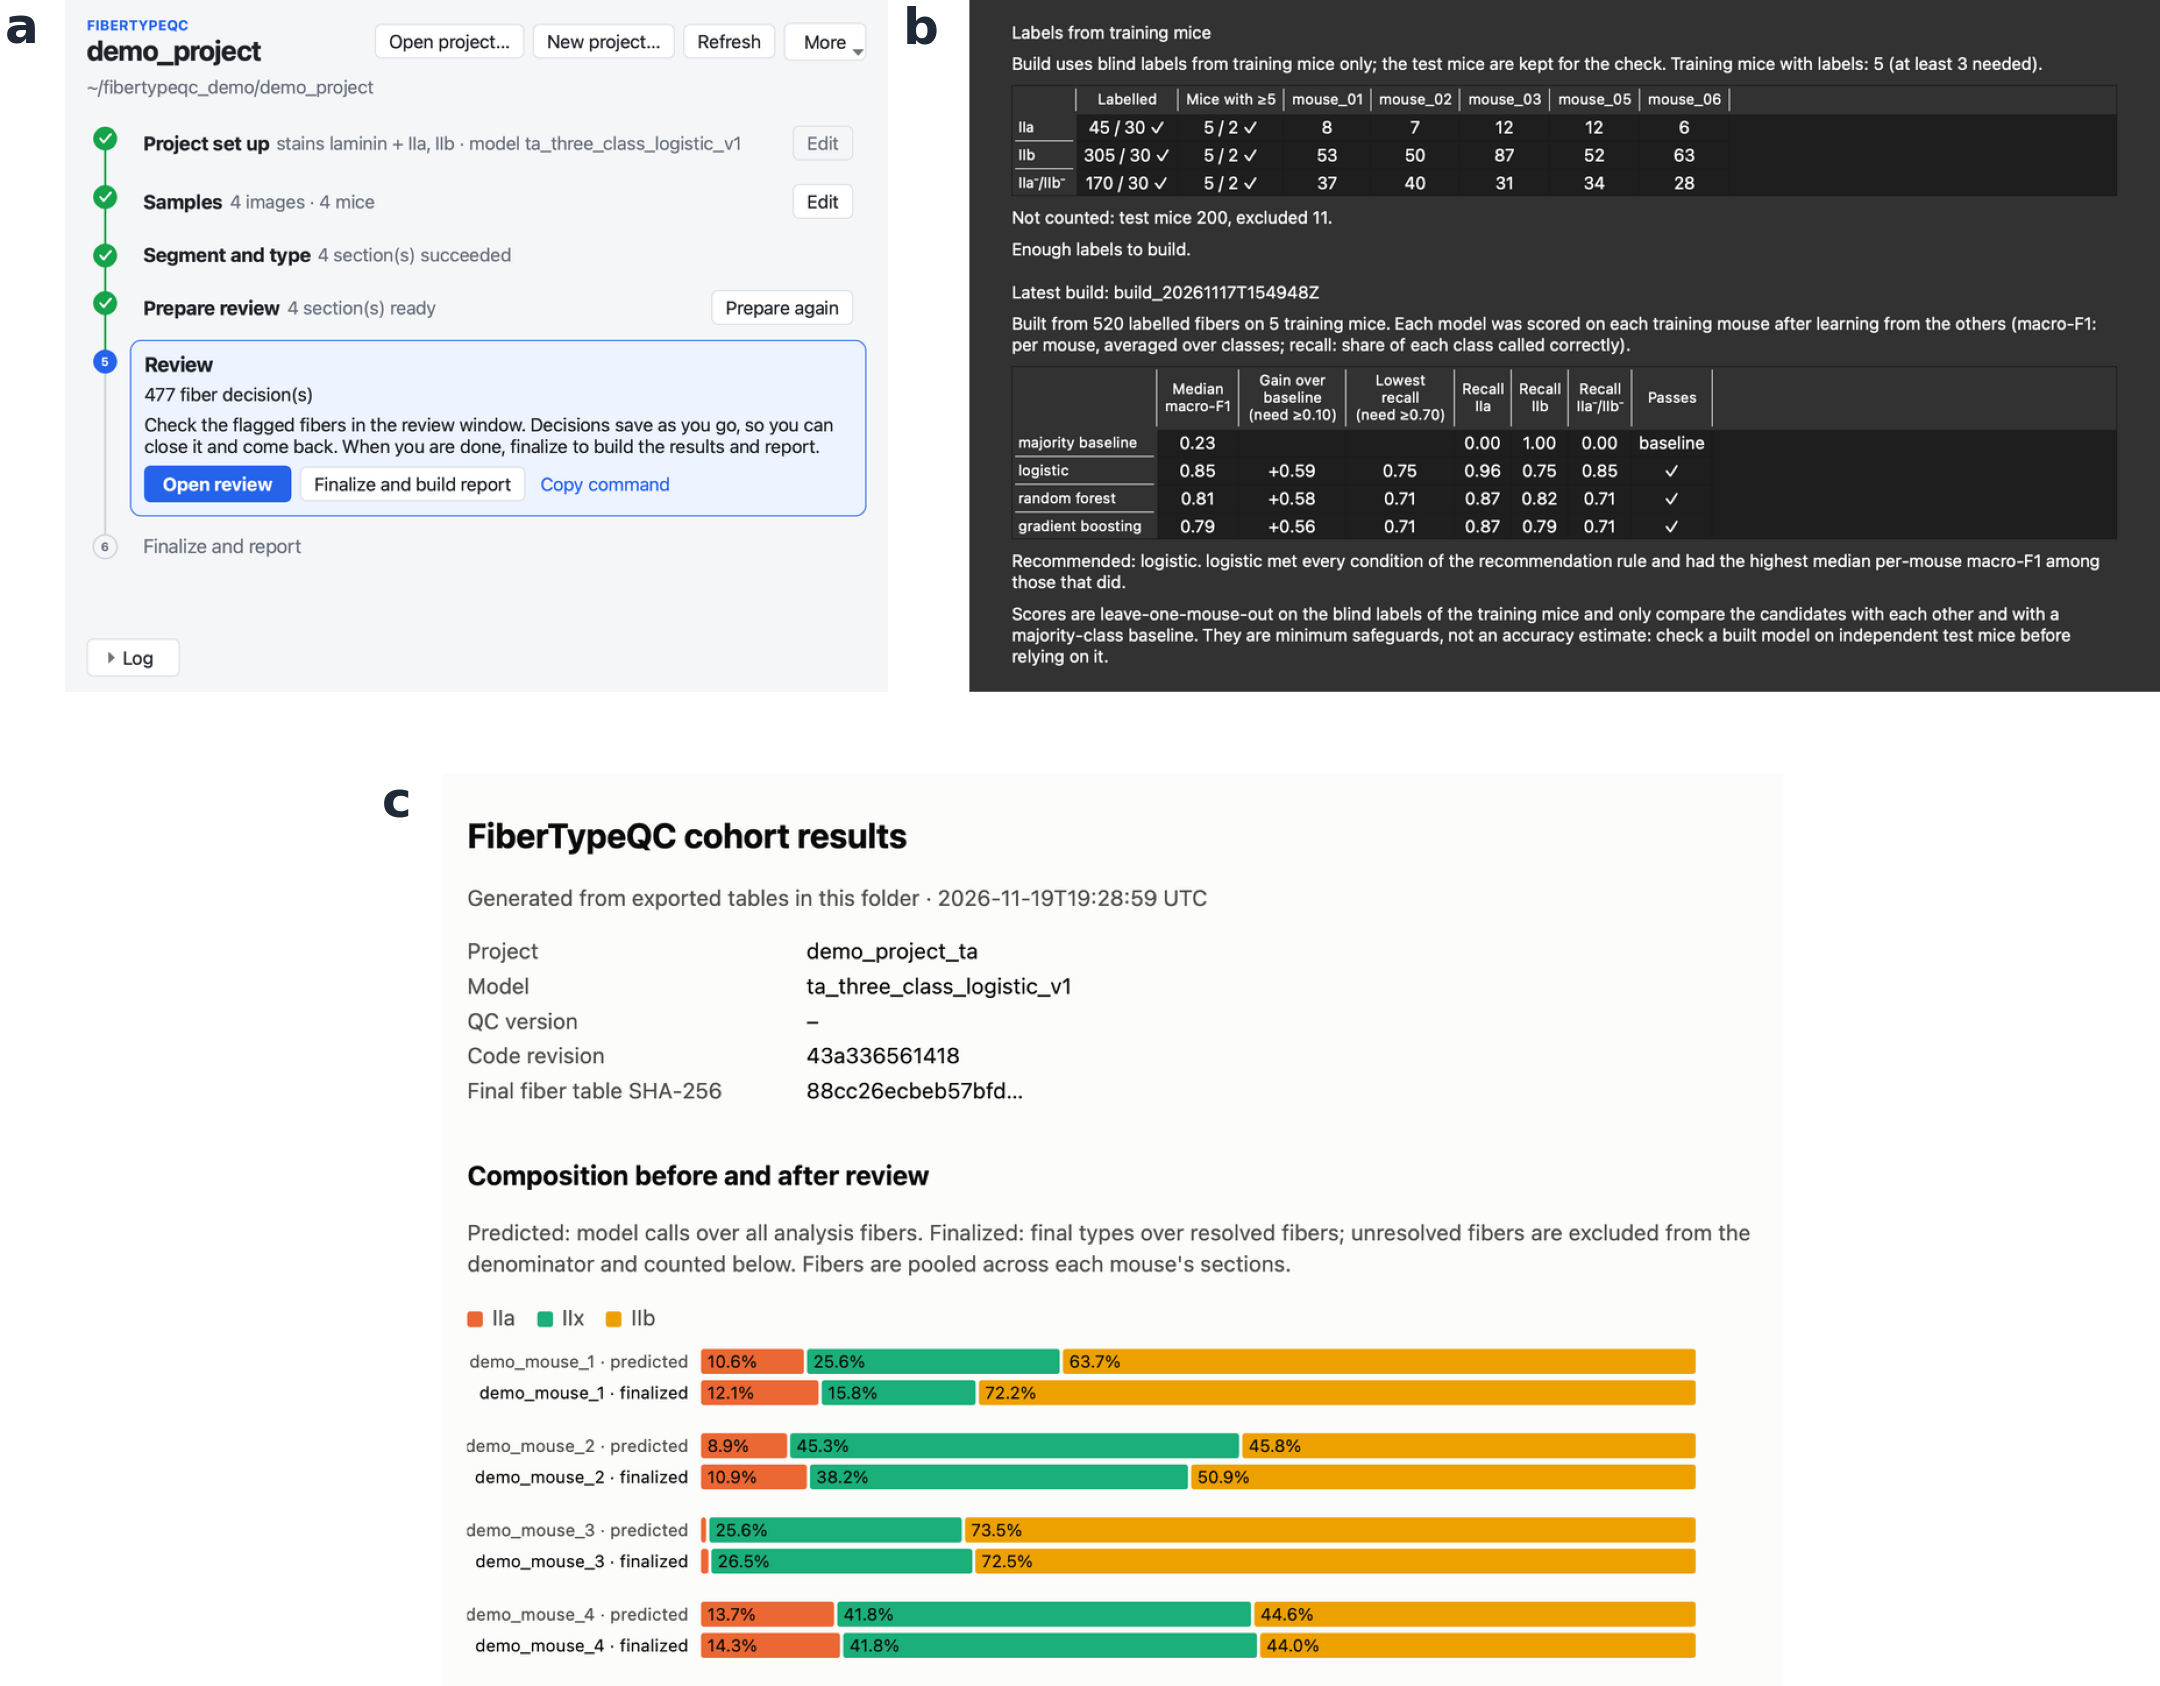 a
FIBERTYPEQC
demo_project
~/fibertypeqc_demo/demo_project
Open project...
New project...
Refresh
More
Project set up stains laminin + IIa, IIb · model ta_three_class_logistic_v1
Edit
Samples 4 images · 4 mice
Edit
Segment and type 4 section(s) succeeded
Prepare review 4 section(s) ready
Prepare again
5
Review
477 fiber decision(s)
Check the flagged fibers in the review window. Decisions save as you go, so you can
close it and come back. When you are done, finalize to build the results and report.
Open review
Finalize and build report
Copy command
6
Finalize and report
Log
b
Labels from training mice
Build uses blind labels from training mice only; the test mice are kept for the check. Training mice with labels: 5 (at least 3 needed).
Labelled Mice with ≥5 mouse_01 mouse_02 mouse_03 mouse_05 mouse_06
IIa 45 / 30 ✓ 5 / 2 ✓ 8 7 12 12 6
IIb 305 / 30 ✓ 5 / 2 ✓ 53 50 87 52 63
IIa⁻/IIb⁻ 170 / 30 ✓ 5 / 2 ✓ 37 40 31 34 28
Not counted: test mice 200, excluded 11.
Enough labels to build.
Latest build: build_20261117T154948Z
Built from 520 labelled fibers on 5 training mice. Each model was scored on each training mouse after learning from the others (macro-F1:
per mouse, averaged over classes; recall: share of each class called correctly).
Median macro-F1 Gain over baseline (need ≥0.10) Lowest recall (need ≥0.70) Recall IIa Recall IIb Recall IIa⁻/IIb⁻ Passes
majority baseline 0.23 0.00 1.00 0.00 baseline
logistic 0.85 +0.59 0.75 0.96 0.75 0.85 ✓
random forest 0.81 +0.58 0.71 0.87 0.82 0.71 ✓
gradient boosting 0.79 +0.56 0.71 0.87 0.79 0.71 ✓
Recommended: logistic. logistic met every condition of the recommendation rule and had the highest median per-mouse macro-F1 among
those that did.
Scores are leave-one-mouse-out on the blind labels of the training mice and only compare the candidates with each other and with a
majority-class baseline. They are minimum safeguards, not an accuracy estimate: check a built model on independent test mice before
relying on it.
c
FiberTypeQC cohort results
Generated from exported tables in this folder · 2026-11-19T19:28:59 UTC
Project demo_project_ta
Model ta_three_class_logistic_v1
QC version –
Code revision 43a336561418
Final fiber table SHA-256 88cc26ecbeb57bfd...
Composition before and after review
Predicted: model calls over all analysis fibers. Finalized: final types over resolved fibers; unresolved fibers are excluded from the
denominator and counted below. Fibers are pooled across each mouse's sections.
IIa IIx IIb
demo_mouse_1 · predicted 10.6% 25.6% 63.7%
demo_mouse_1 · finalized 12.1% 15.8% 72.2%
demo_mouse_2 · predicted 8.9% 45.3% 45.8%
demo_mouse_2 · finalized 10.9% 38.2% 50.9%
demo_mouse_3 · predicted 25.6% 73.5%
demo_mouse_3 · finalized 26.5% 72.5%
demo_mouse_4 · predicted 13.7% 41.8% 44.6%
demo_mouse_4 · finalized 14.3% 41.8% 44.0%